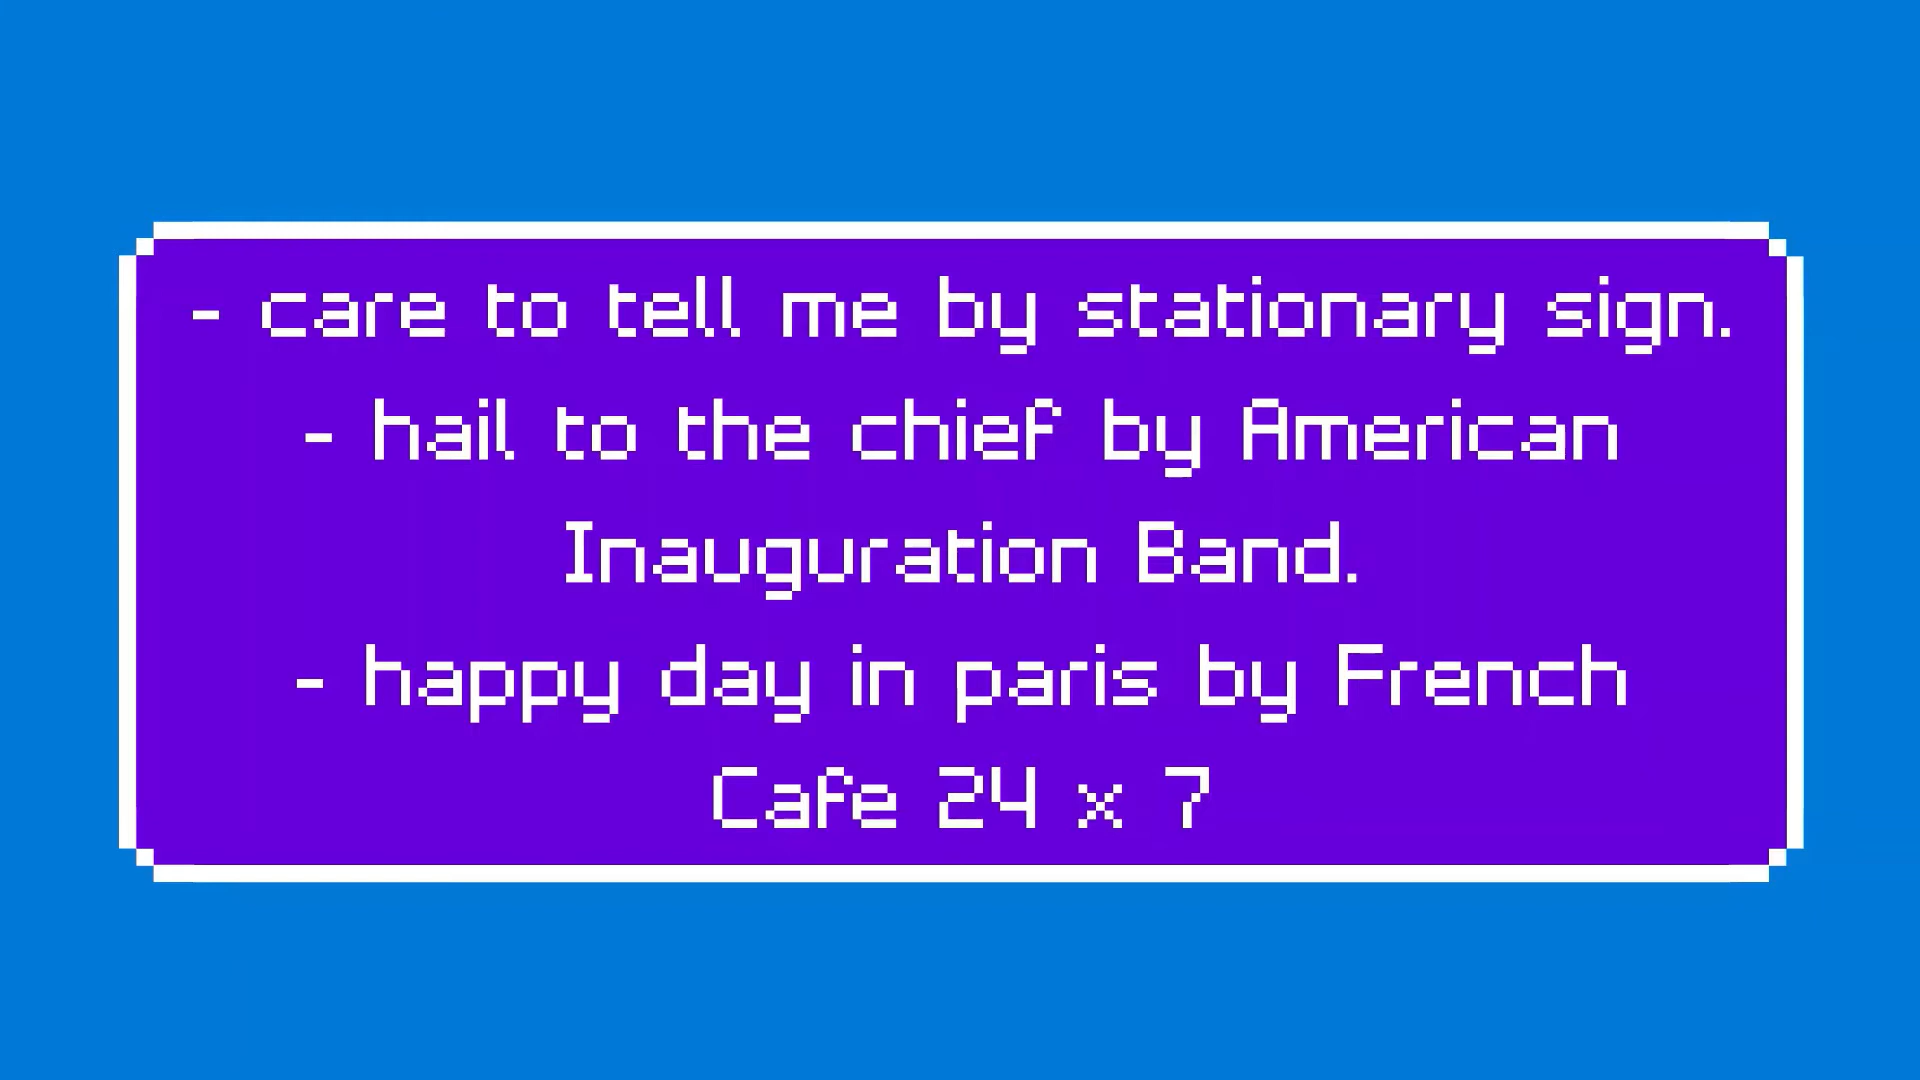 - care to tell me by stationary sign.
- hail to the chief by American
Inauguration Band.
- happy day in paris by French
Cafe 24 x 7